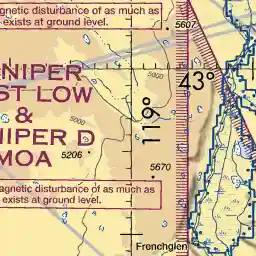 agnetic disturbance of as much as
exists at ground level.
5607
NIPER
ST LOW
&
NIPER D
MOA
5000
43°
119°
5000
5206
5670
agnetic disturbance of as much as
exists at ground level.
Frenchglen